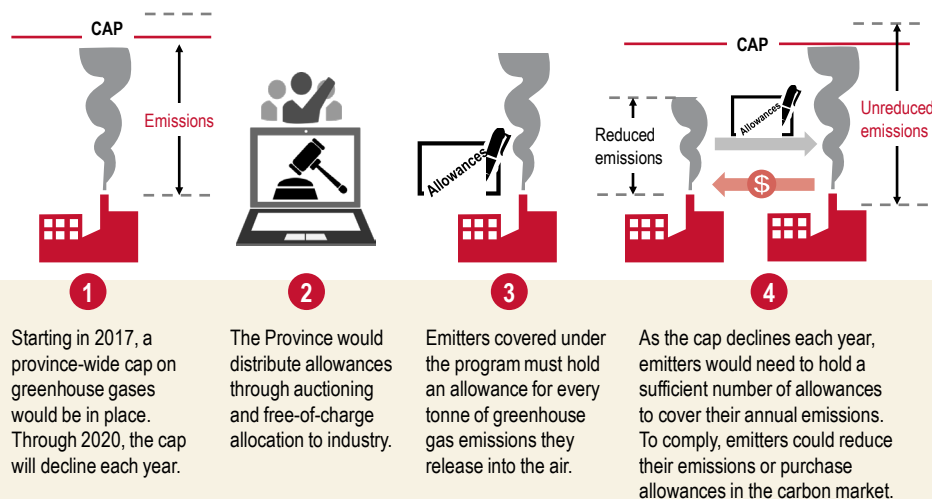 CAP
Emissions
Allowances
CAP
Allowances
Reduced
emissions
Unreduced
emissions
$
1
Starting in 2017, a
province-wide cap on
greenhouse gases
would be in place.
Through 2020, the cap
will decline each year.
2
The Province would
distribute allowances
through auctioning
and free-of-charge
allocation to industry.
3
Emitters covered under
the program must hold
an allowance for every
tonne of greenhouse
gas emissions they
release into the air.
4
As the cap declines each year,
emitters would need to hold a
sufficient number of allowances
to cover their annual emissions.
To comply, emitters could reduce
their emissions or purchase
allowances in the carbon market.